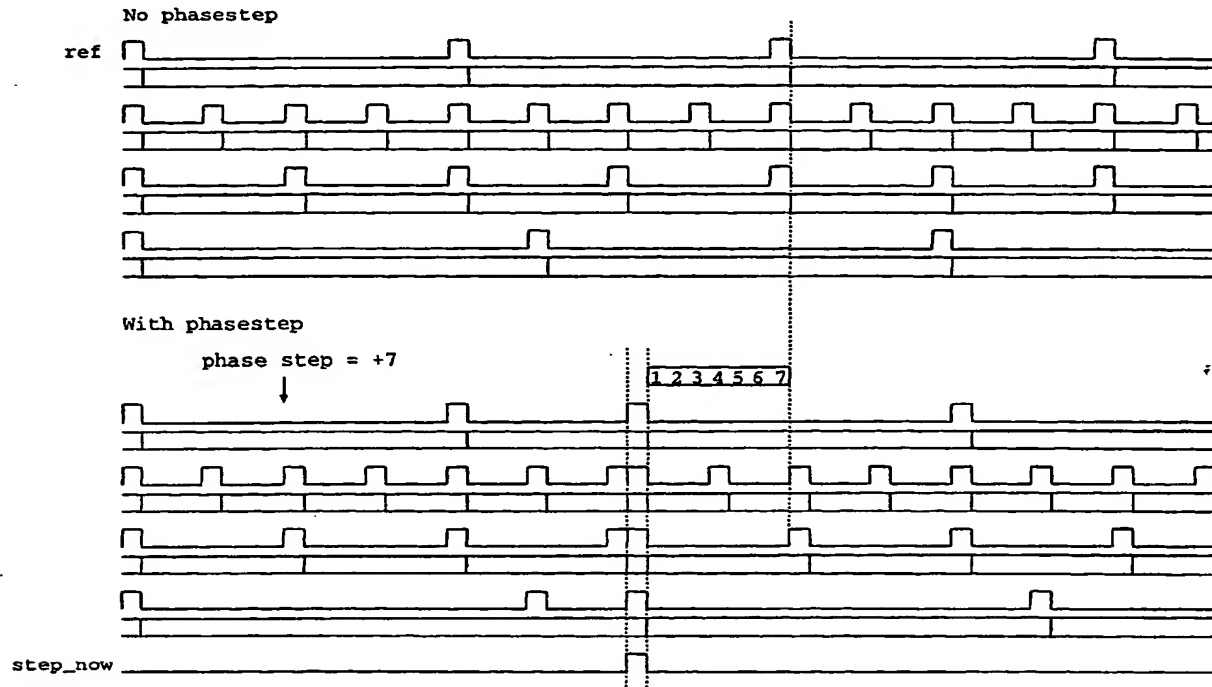 No phasestep
ref
With phasestep
phase step = +7
1 2 3 4 5 6 7
step_now